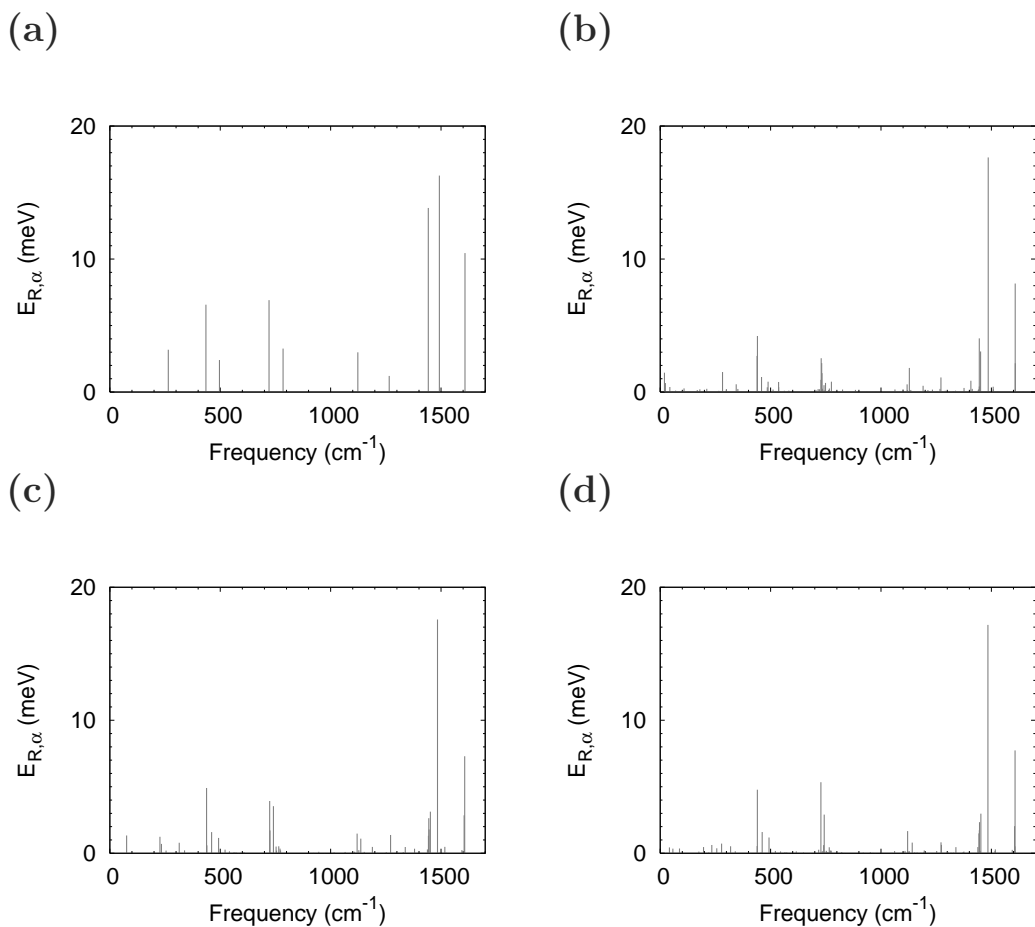 (a)
20
10
0
E_{R,α} (meV)
0 500 1000 1500
Frequency (cm⁻¹)
(b)
20
10
0
E_{R,α} (meV)
0 500 1000 1500
Frequency (cm⁻¹)
(c)
20
10
0
E_{R,α} (meV)
0 500 1000 1500
Frequency (cm⁻¹)
(d)
20
10
0
E_{R,α} (meV)
0 500 1000 1500
Frequency (cm⁻¹)